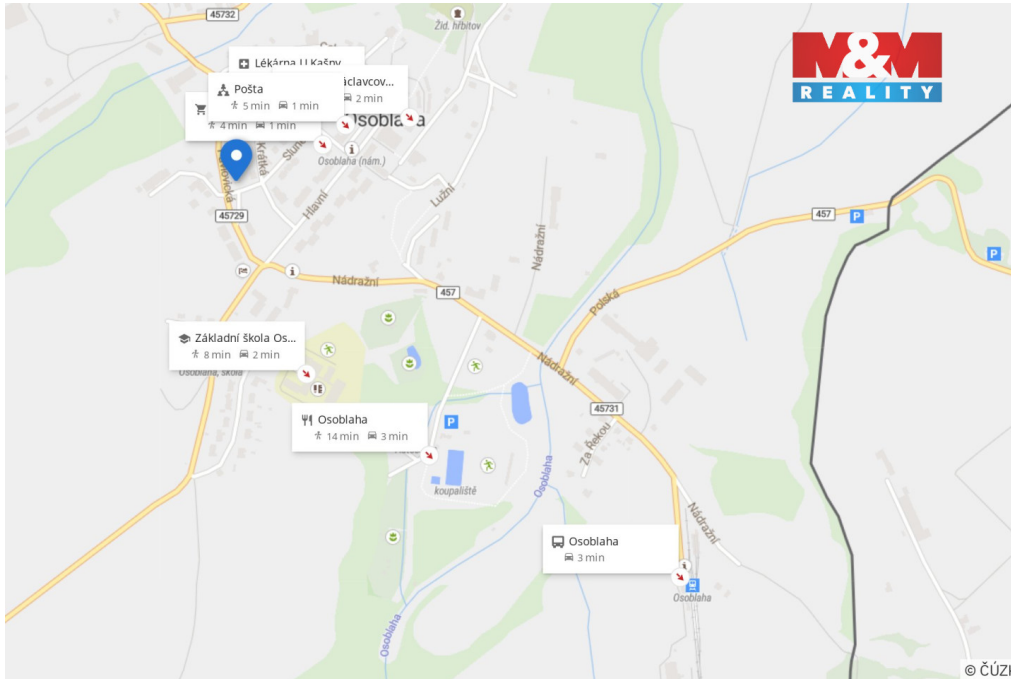 45732
Žid. hřbitov
M&M
REALITY
Lékárna U Kašny
Pošta
5 min 1 min
2 min
4 min 1 min
Osoblaha
Osoblaha (nám.)
Krátká
Hlavní
Lužní
45729
457
Nádražní
Nádražní
457
Polská
Základní škola Os...
8 min 2 min
Osoblaha, škola
Nádražní
Osoblaha
14 min 3 min
45731
Za Řekou
koupaliště
Osoblaha
Nádražní
Osoblaha
3 min
Osoblaha
Osoblaha
© ČÚZK